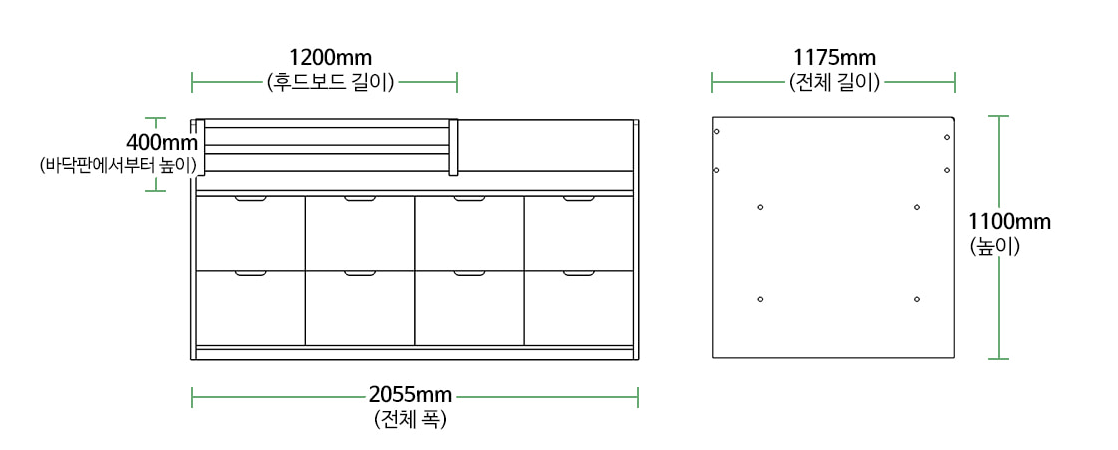 1200mm
(후드보드 길이)
1175mm
(전체 길이)
400mm
(바닥판에서부터 높이)
1100mm
(높이)
2055mm
(전체 폭)